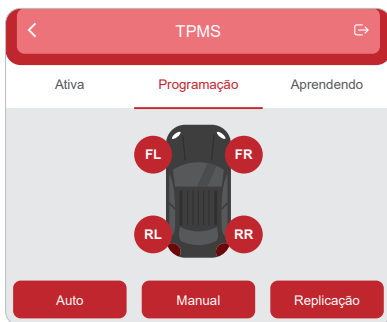 TPMS
Ativa Programação Aprendendo
FL FR
RL RR
Auto Manual Replicação